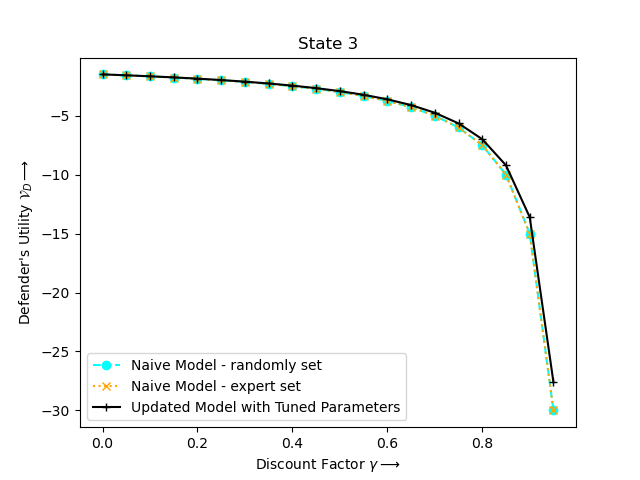 State 3
Defender's Utility 𝒱_D ⟶
−5
−10
−15
−20
−25
−30
Naive Model - randomly set
Naive Model - expert set
Updated Model with Tuned Parameters
0.0 0.2 0.4 0.6 0.8
Discount Factor γ ⟶